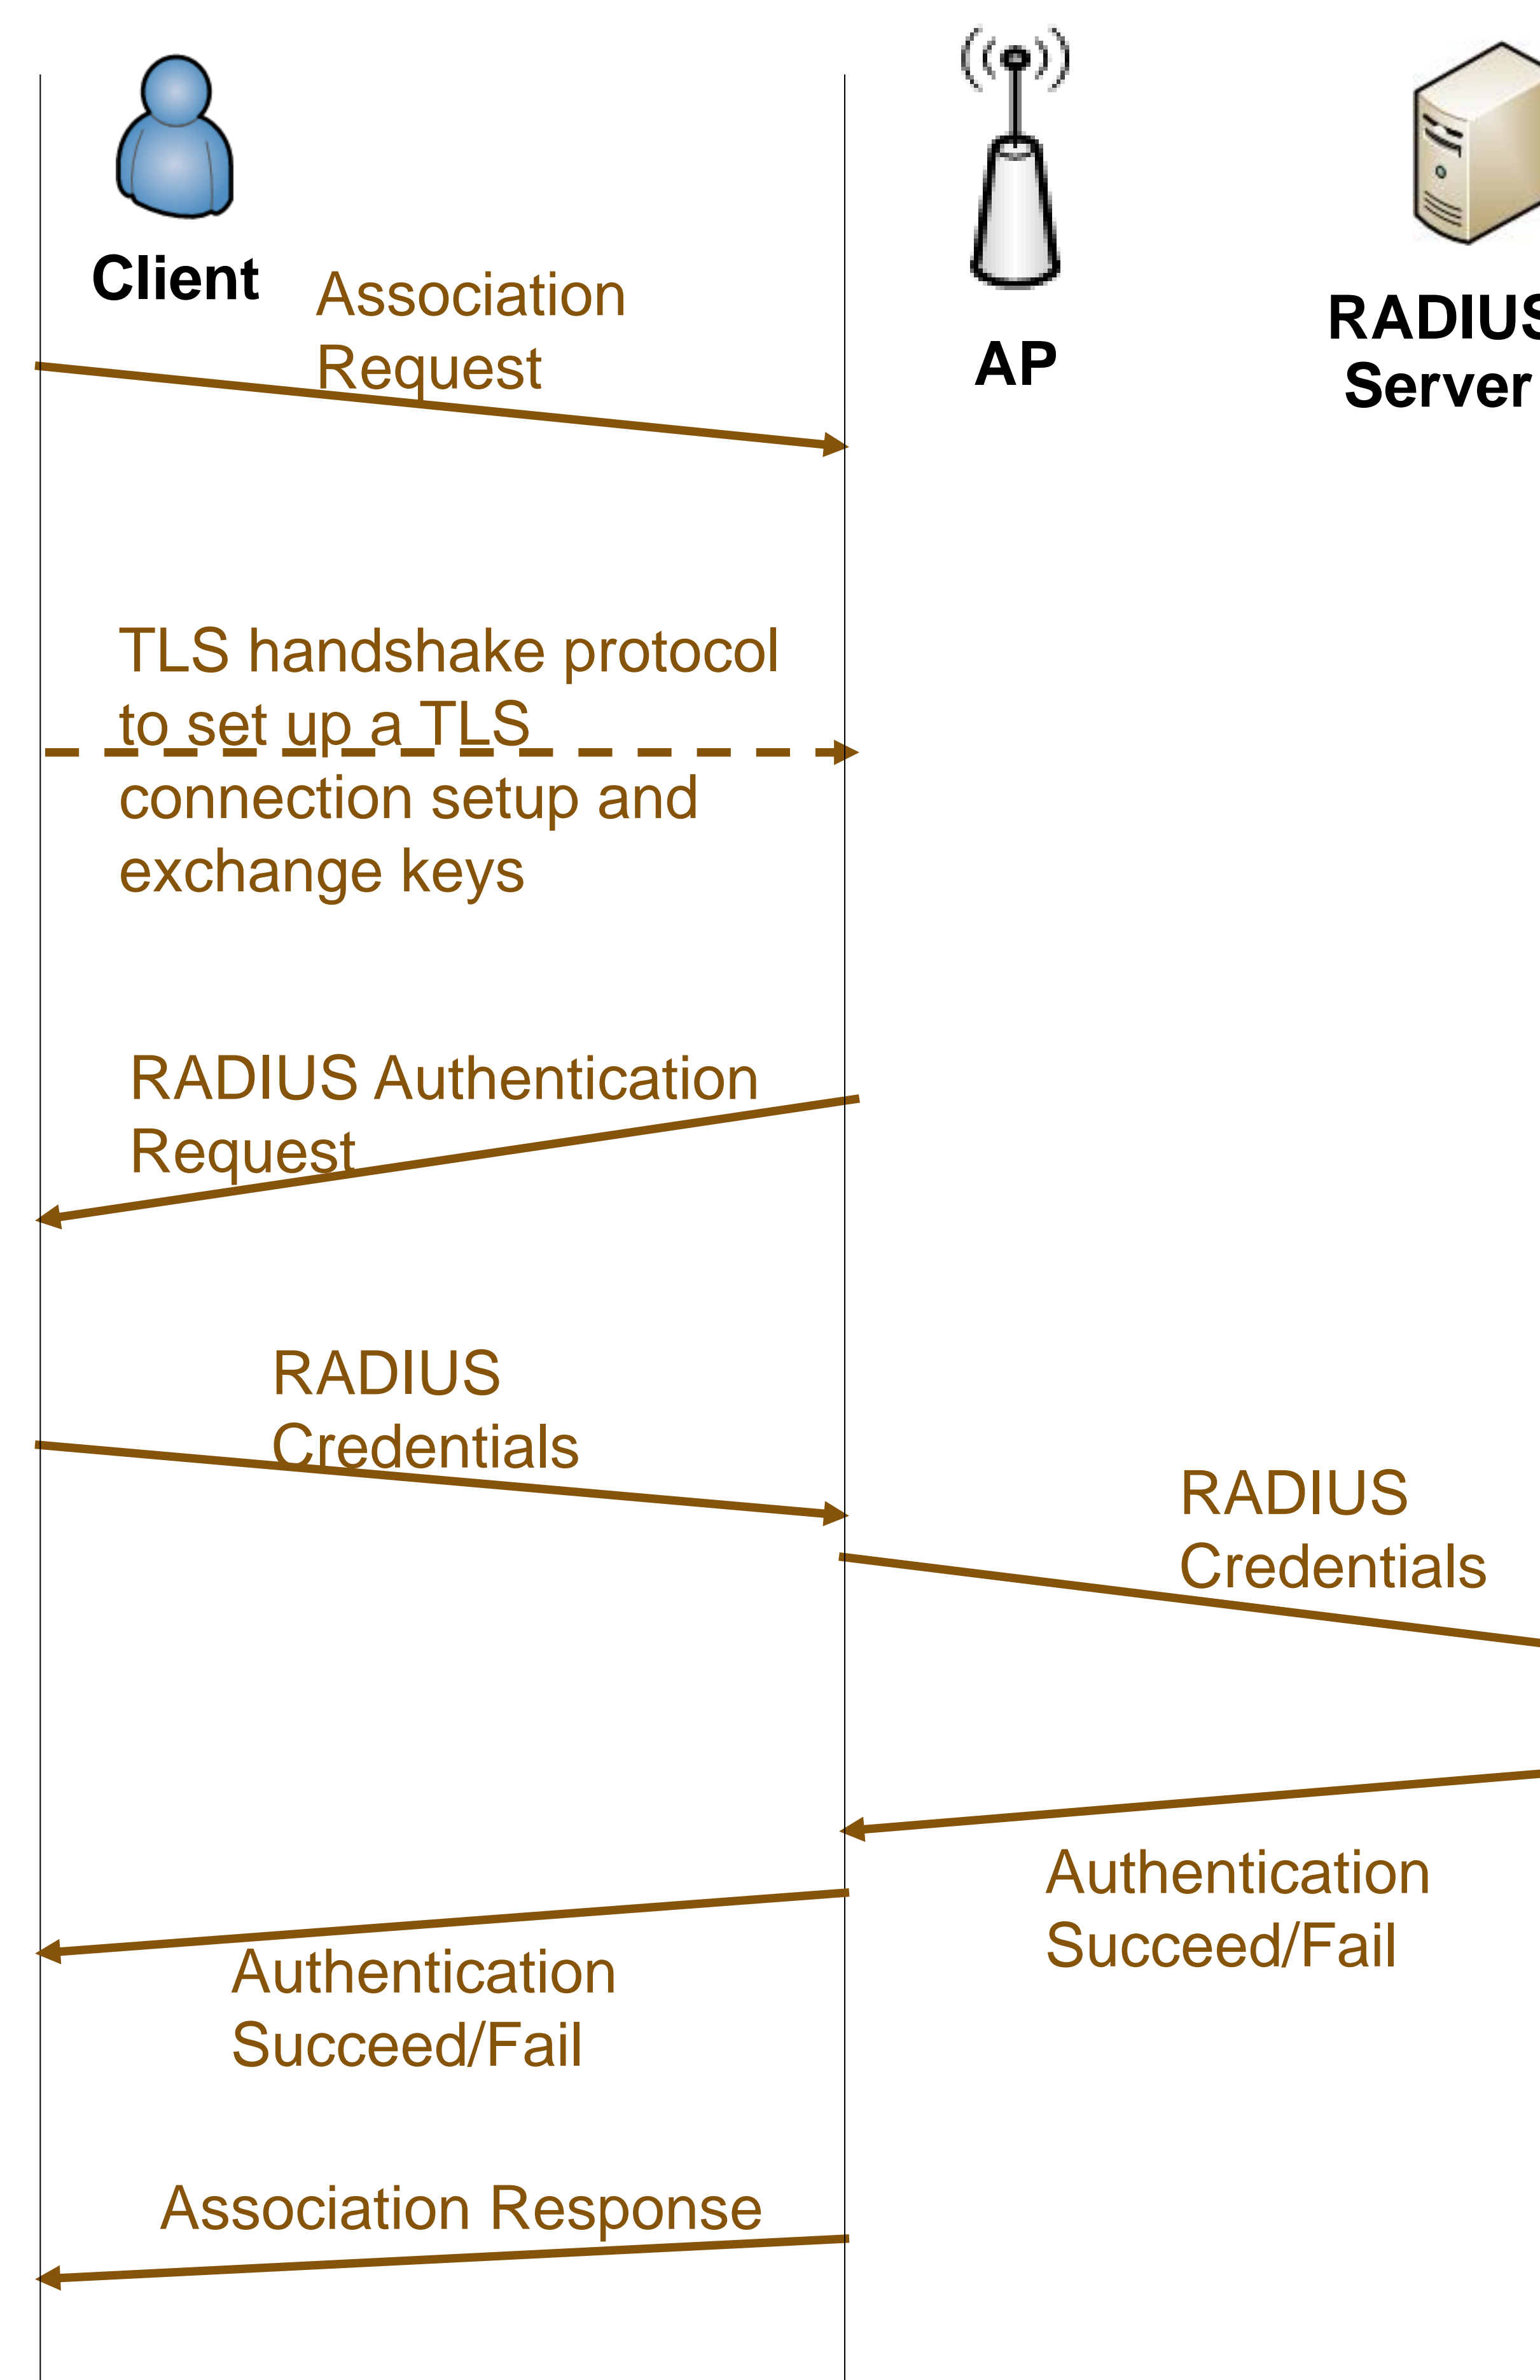 Client
AP
RADIUS
Server
Association
Request
TLS handshake protocol
to set up a TLS
connection setup and
exchange keys
RADIUS Authentication
Request
RADIUS
Credentials
RADIUS
Credentials
Authentication
Succeed/Fail
Authentication
Succeed/Fail
Association Response